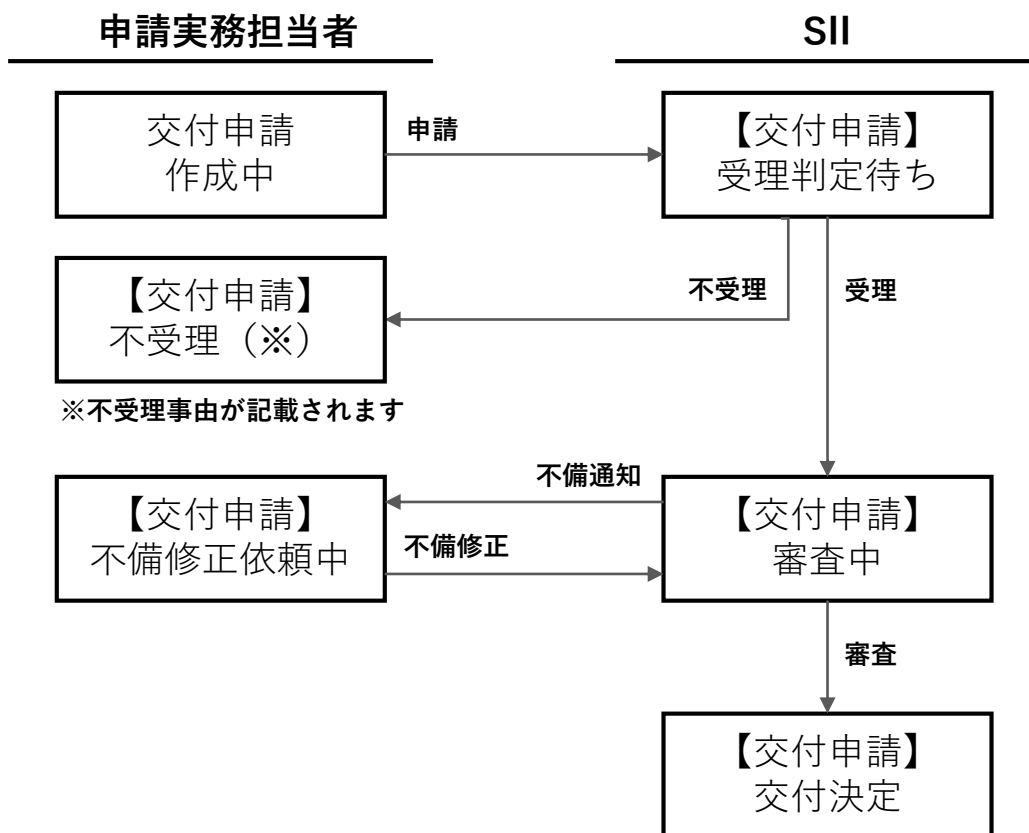 申請実務担当者
SII
交付申請
作成中
申請
【交付申請】
受理判定待ち
【交付申請】
不受理（※）
不受理
受理
※不受理事由が記載されます
【交付申請】
不備修正依頼中
不備通知
不備修正
【交付申請】
審査中
審査
【交付申請】
交付決定